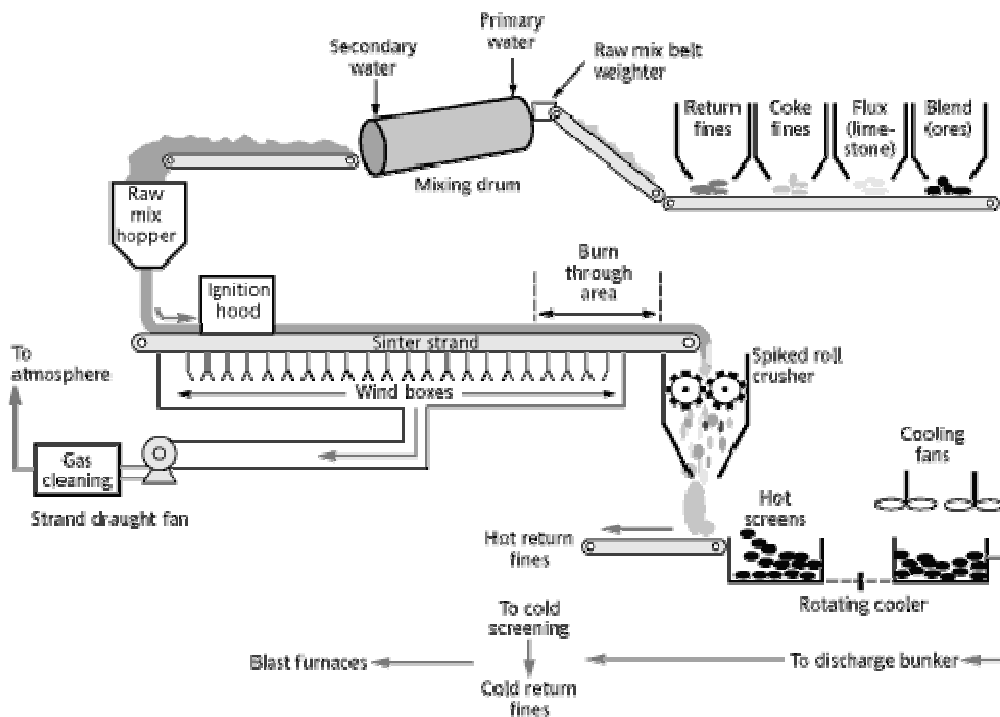 Primary
water
Secondary
water
Raw mix belt
weighter
Return
fines
Coke
fines
Flux
(lime-
stone)
Blend
(ores)
Mixing drum
Raw
mix
hopper
Burn
through
area
Ignition
hood
Sinter strand
To
atmosphere
Spiked roll
crusher
Wind boxes
Gas
cleaning
Cooling
fans
Strand draught fan
Hot
screens
Hot return
fines
Rotating cooler
To cold
screening
Blast furnaces
To discharge bunker
Cold return
fines